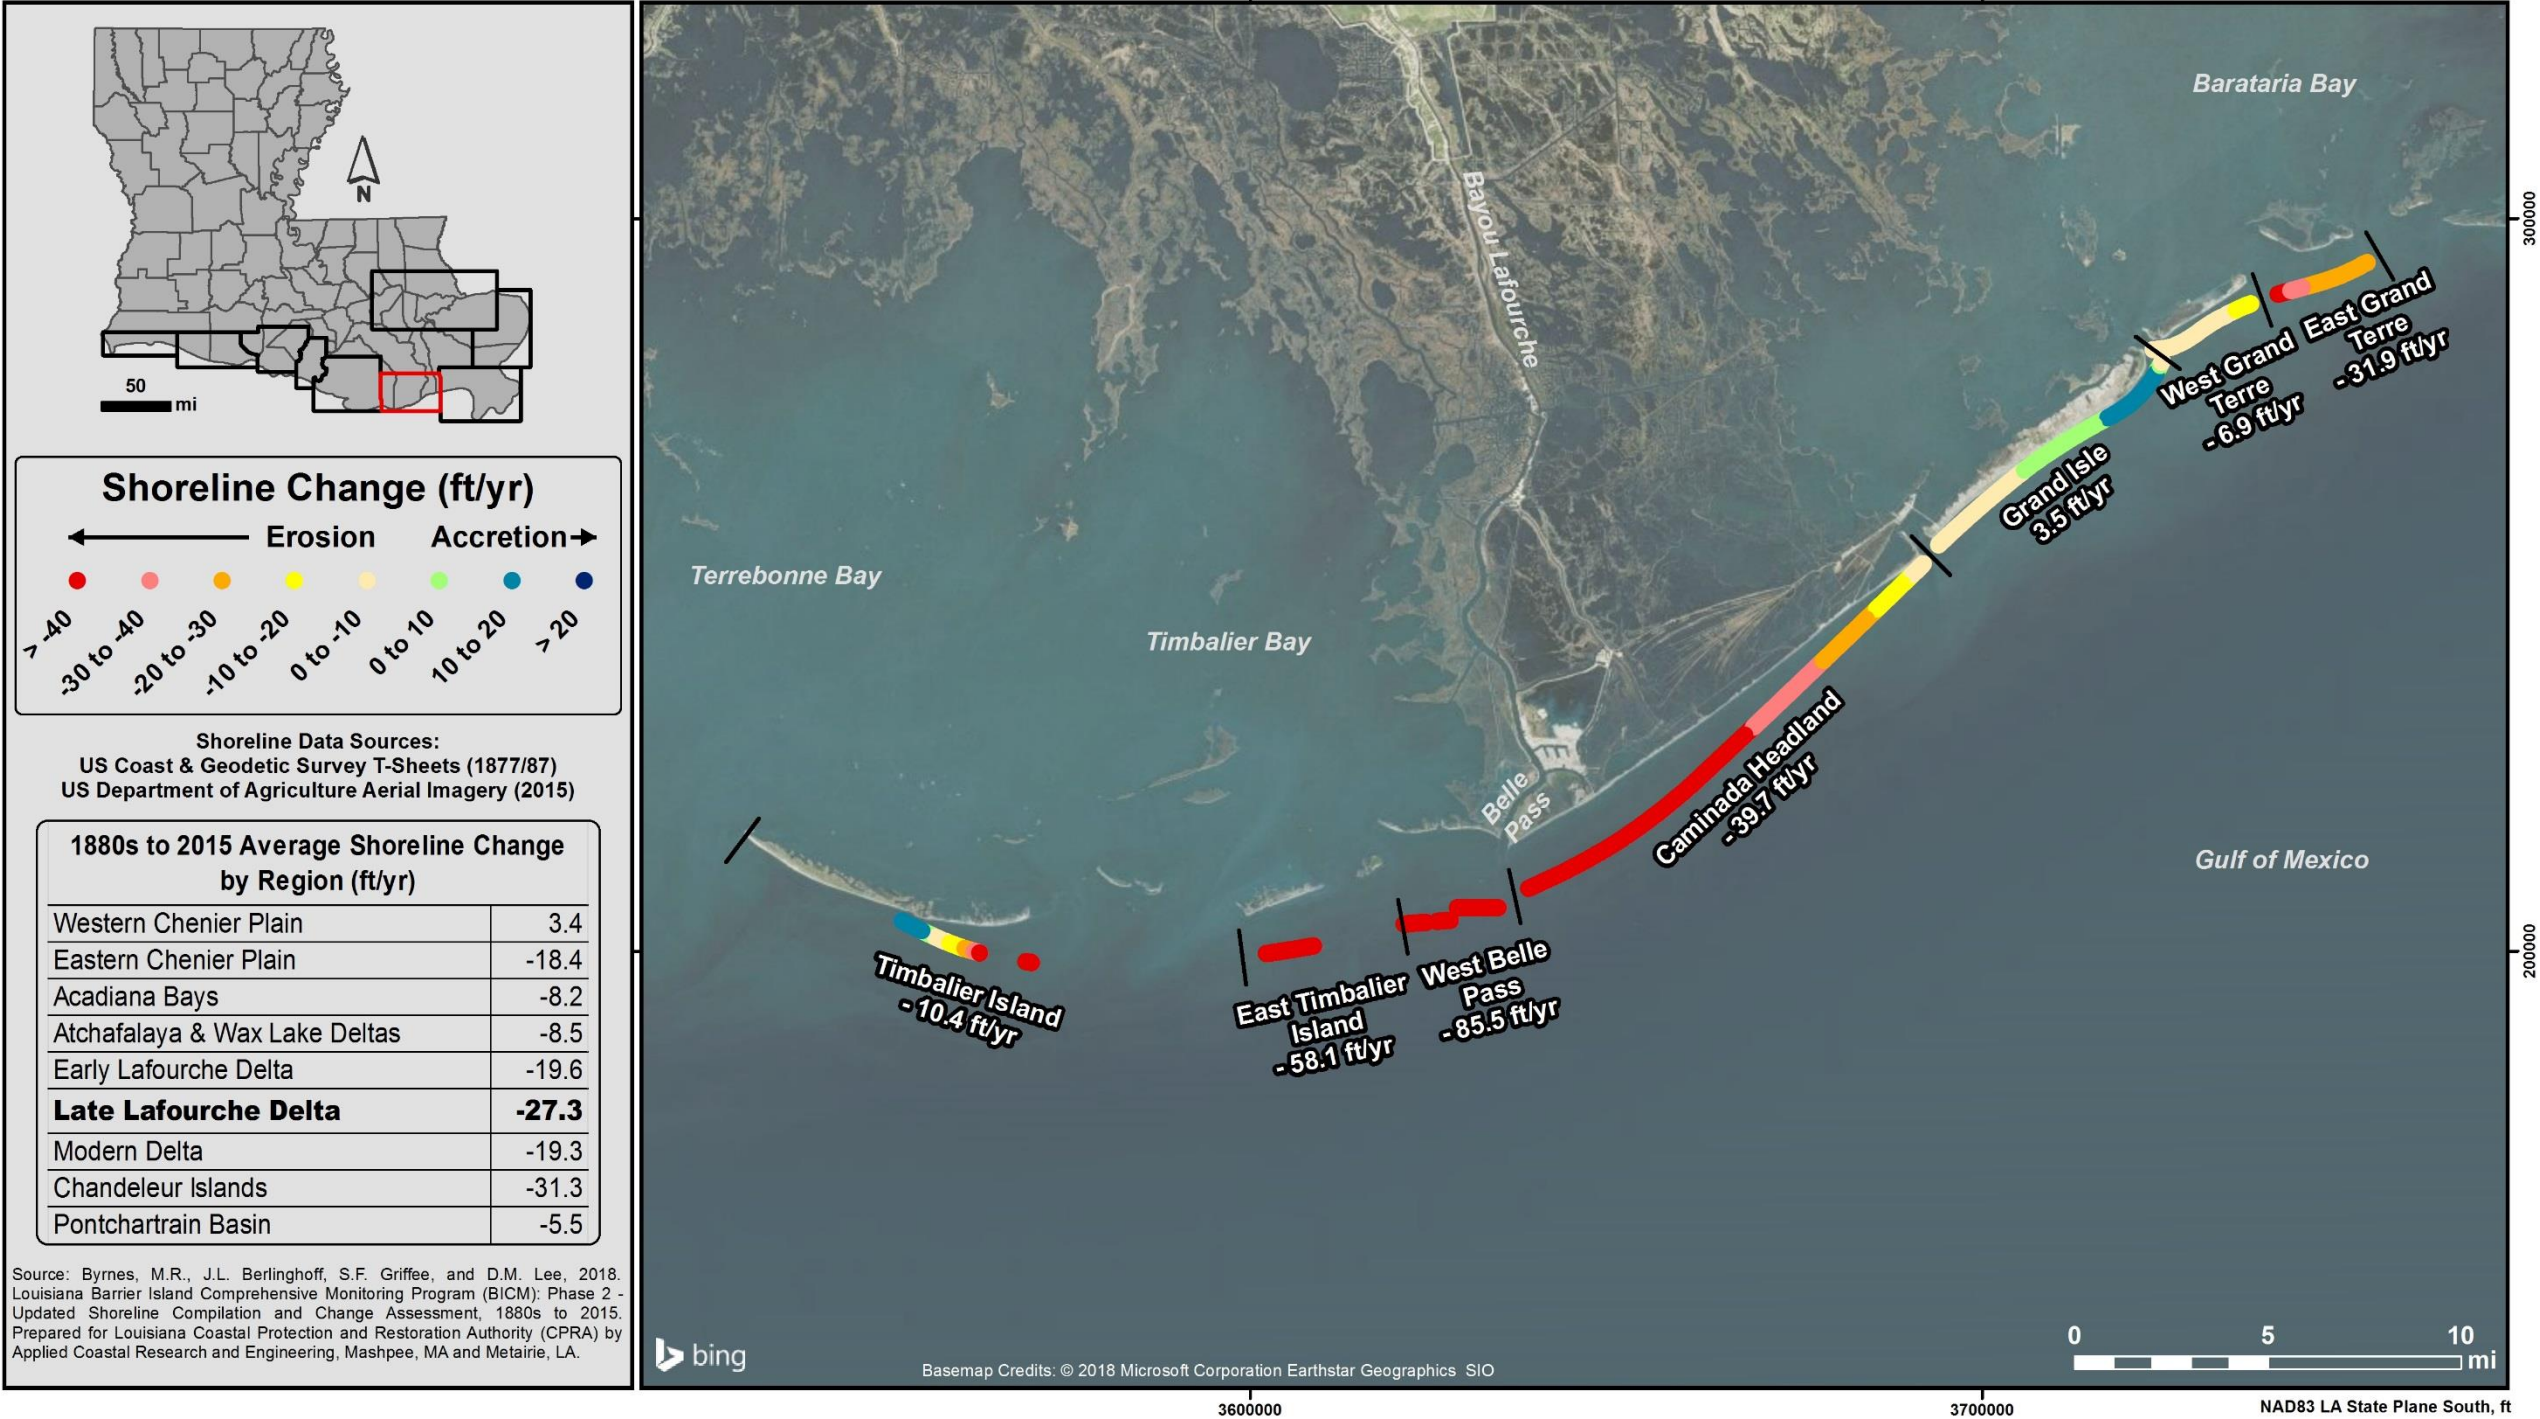 N
50
mi
Shoreline Change (ft/yr)
Erosion
Accretion
> -40
-30 to -40
-20 to -30
-10 to -20
0 to -10
0 to 10
10 to 20
> 20
Shoreline Data Sources:
US Coast & Geodetic Survey T-Sheets (1877/87)
US Department of Agriculture Aerial Imagery (2015)
1880s to 2015 Average Shoreline Change
by Region (ft/yr)
Western Chenier Plain 3.4
Eastern Chenier Plain -18.4
Acadiana Bays -8.2
Atchafalaya & Wax Lake Deltas -8.5
Early Lafourche Delta -19.6
Late Lafourche Delta -27.3
Modern Delta -19.3
Chandeleur Islands -31.3
Pontchartrain Basin -5.5
Source: Byrnes, M.R., J.L. Berlinghoff, S.F. Griffee, and D.M. Lee, 2018.
Louisiana Barrier Island Comprehensive Monitoring Program (BICM): Phase 2 -
Updated Shoreline Compilation and Change Assessment, 1880s to 2015.
Prepared for Louisiana Coastal Protection and Restoration Authority (CPRA) by
Applied Coastal Research and Engineering, Mashpee, MA and Metairie, LA.
Barataria Bay
Bayou Lafourche
Terrebonne Bay
Timbalier Bay
Belle
Pass
Gulf of Mexico
East Grand
Terre
- 31.9 ft/yr
West Grand
Terre
- 6.9 ft/yr
Grand Isle
3.5 ft/yr
Caminada Headland
- 39.7 ft/yr
West Belle
Pass
- 85.5 ft/yr
East Timbalier
Island
- 58.1 ft/yr
Timbalier Island
- 10.4 ft/yr
300000
200000
0 5 10
mi
bing
Basemap Credits: © 2018 Microsoft Corporation Earthstar Geographics SIO
3600000
3700000
NAD83 LA State Plane South, ft